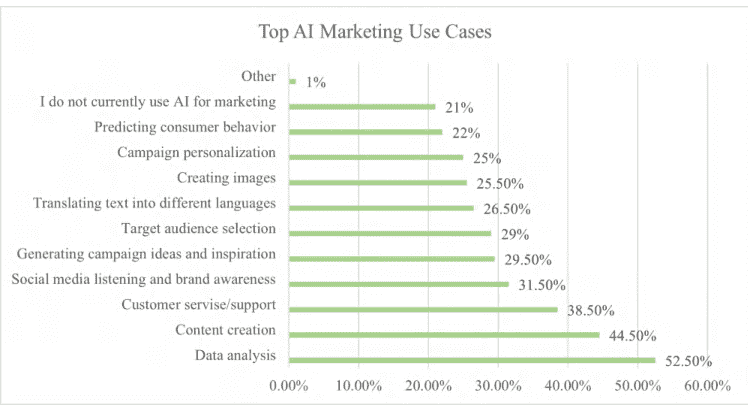 Top AI Marketing Use Cases
Other 1%
I do not currently use AI for marketing 21%
Predicting consumer behavior 22%
Campaign personalization 25%
Creating images 25.50%
Translating text into different languages 26.50%
Target audience selection 29%
Generating campaign ideas and inspiration 29.50%
Social media listening and brand awareness 31.50%
Customer servise/support 38.50%
Content creation 44.50%
Data analysis 52.50%
0.00% 10.00% 20.00% 30.00% 40.00% 50.00% 60.00%